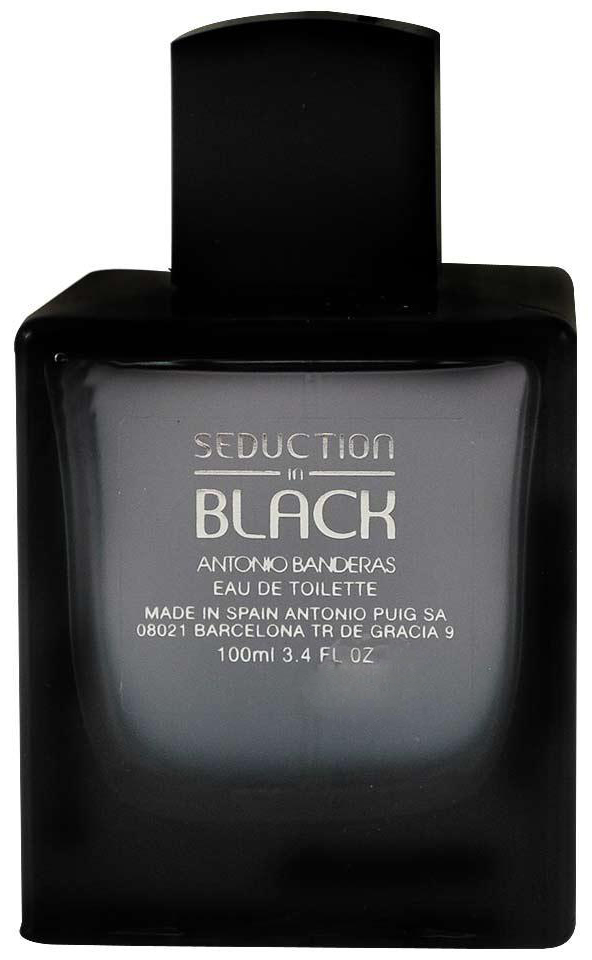 SEDUCTION
in
BLACK
ANTONIO BANDERAS
EAU DE TOILETTE
MADE IN SPAIN ANTONIO PUIG SA
08021 BARCELONA TR DE GRACIA 9
100ml 3.4 FL OZ